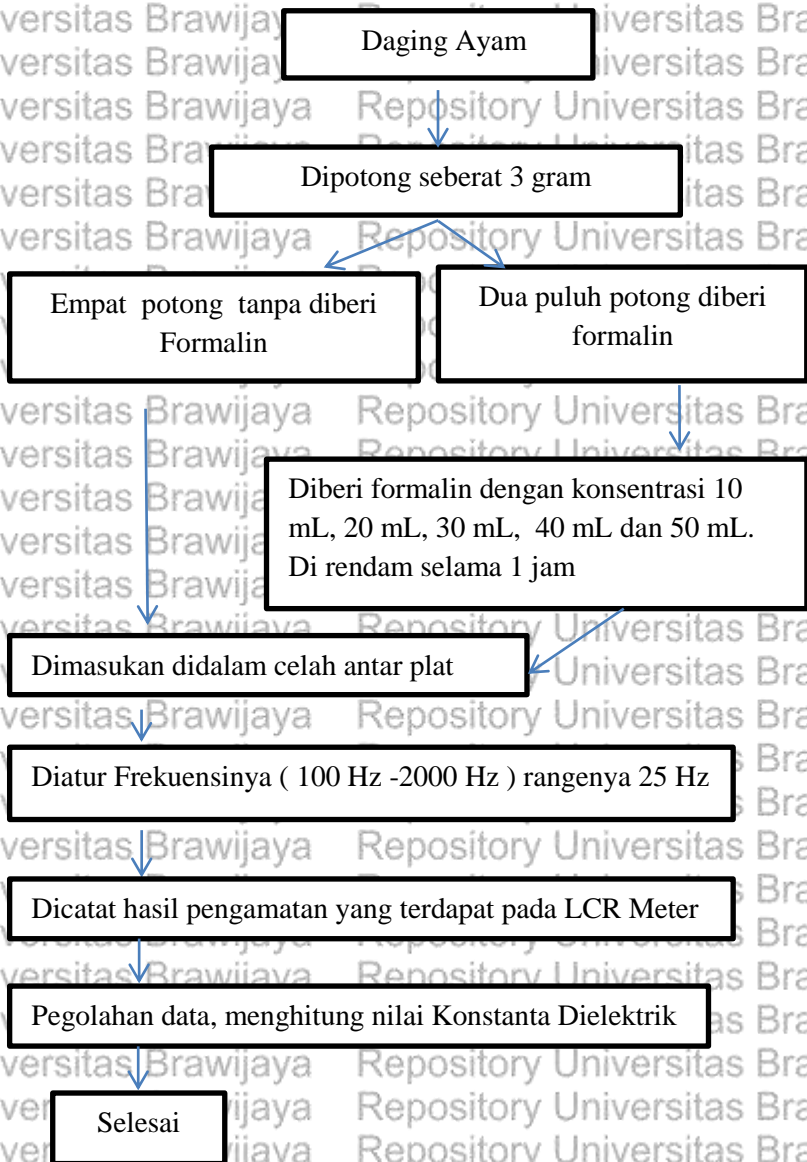 Daging Ayam
Dipotong seberat 3 gram
Empat potong tanpa diberi
Formalin
Dua puluh potong diberi
formalin
Diberi formalin dengan konsentrasi 10
mL, 20 mL, 30 mL, 40 mL dan 50 mL.
Di rendam selama 1 jam
Dimasukan didalam celah antar plat
Diatur Frekuensinya ( 100 Hz -2000 Hz ) rangenya 25 Hz
Dicatat hasil pengamatan yang terdapat pada LCR Meter
Pegolahan data, menghitung nilai Konstanta Dielektrik
Selesai